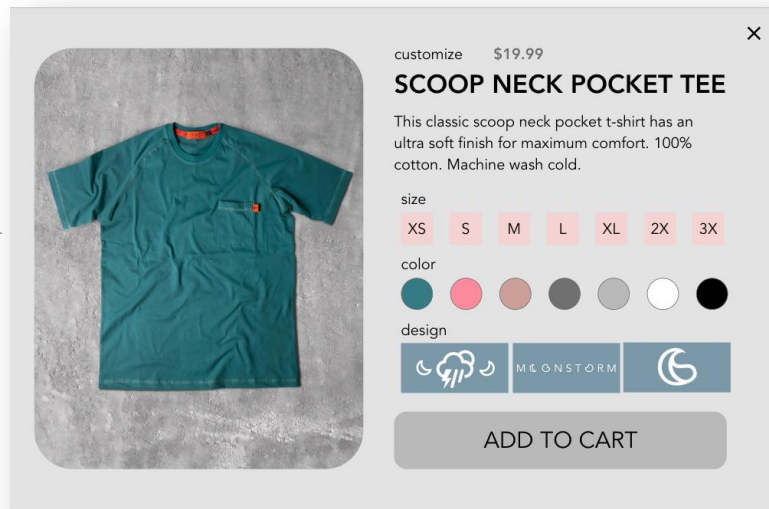 ×
customize $19.99
SCOOP NECK POCKET TEE
This classic scoop neck pocket t-shirt has an
ultra soft finish for maximum comfort. 100%
cotton. Machine wash cold.
size
XS S M L XL 2X 3X
color
design
MOONSTORM
ADD TO CART